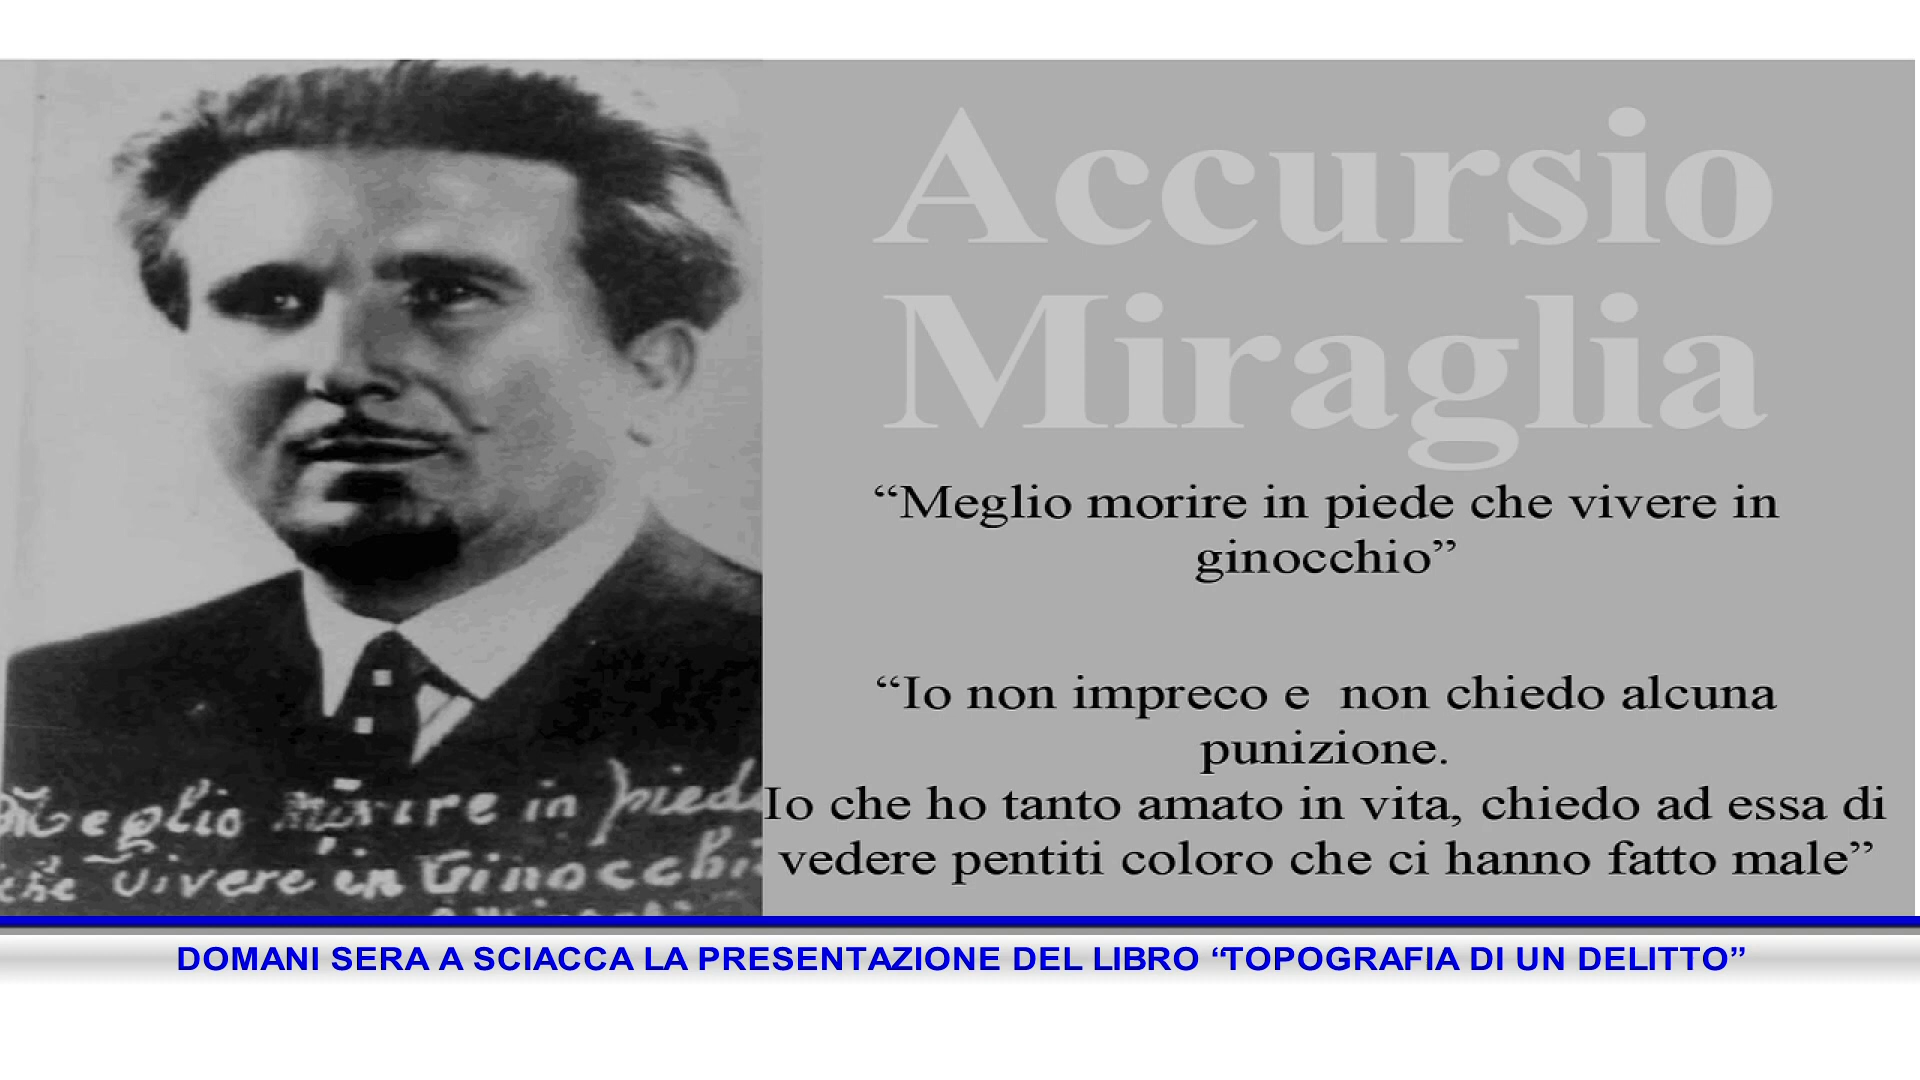 Accursio
Miraglia
“Meglio morire in piede che vivere in
ginocchio”
“Io non impreco e non chiedo alcuna
punizione.
Io che ho tanto amato in vita, chiedo ad essa di
vedere pentiti coloro che ci hanno fatto male”
Meglio morire in piede
che vivere in Ginocchi
DOMANI SERA A SCIACCA LA PRESENTAZIONE DEL LIBRO “TOPOGRAFIA DI UN DELITTO”